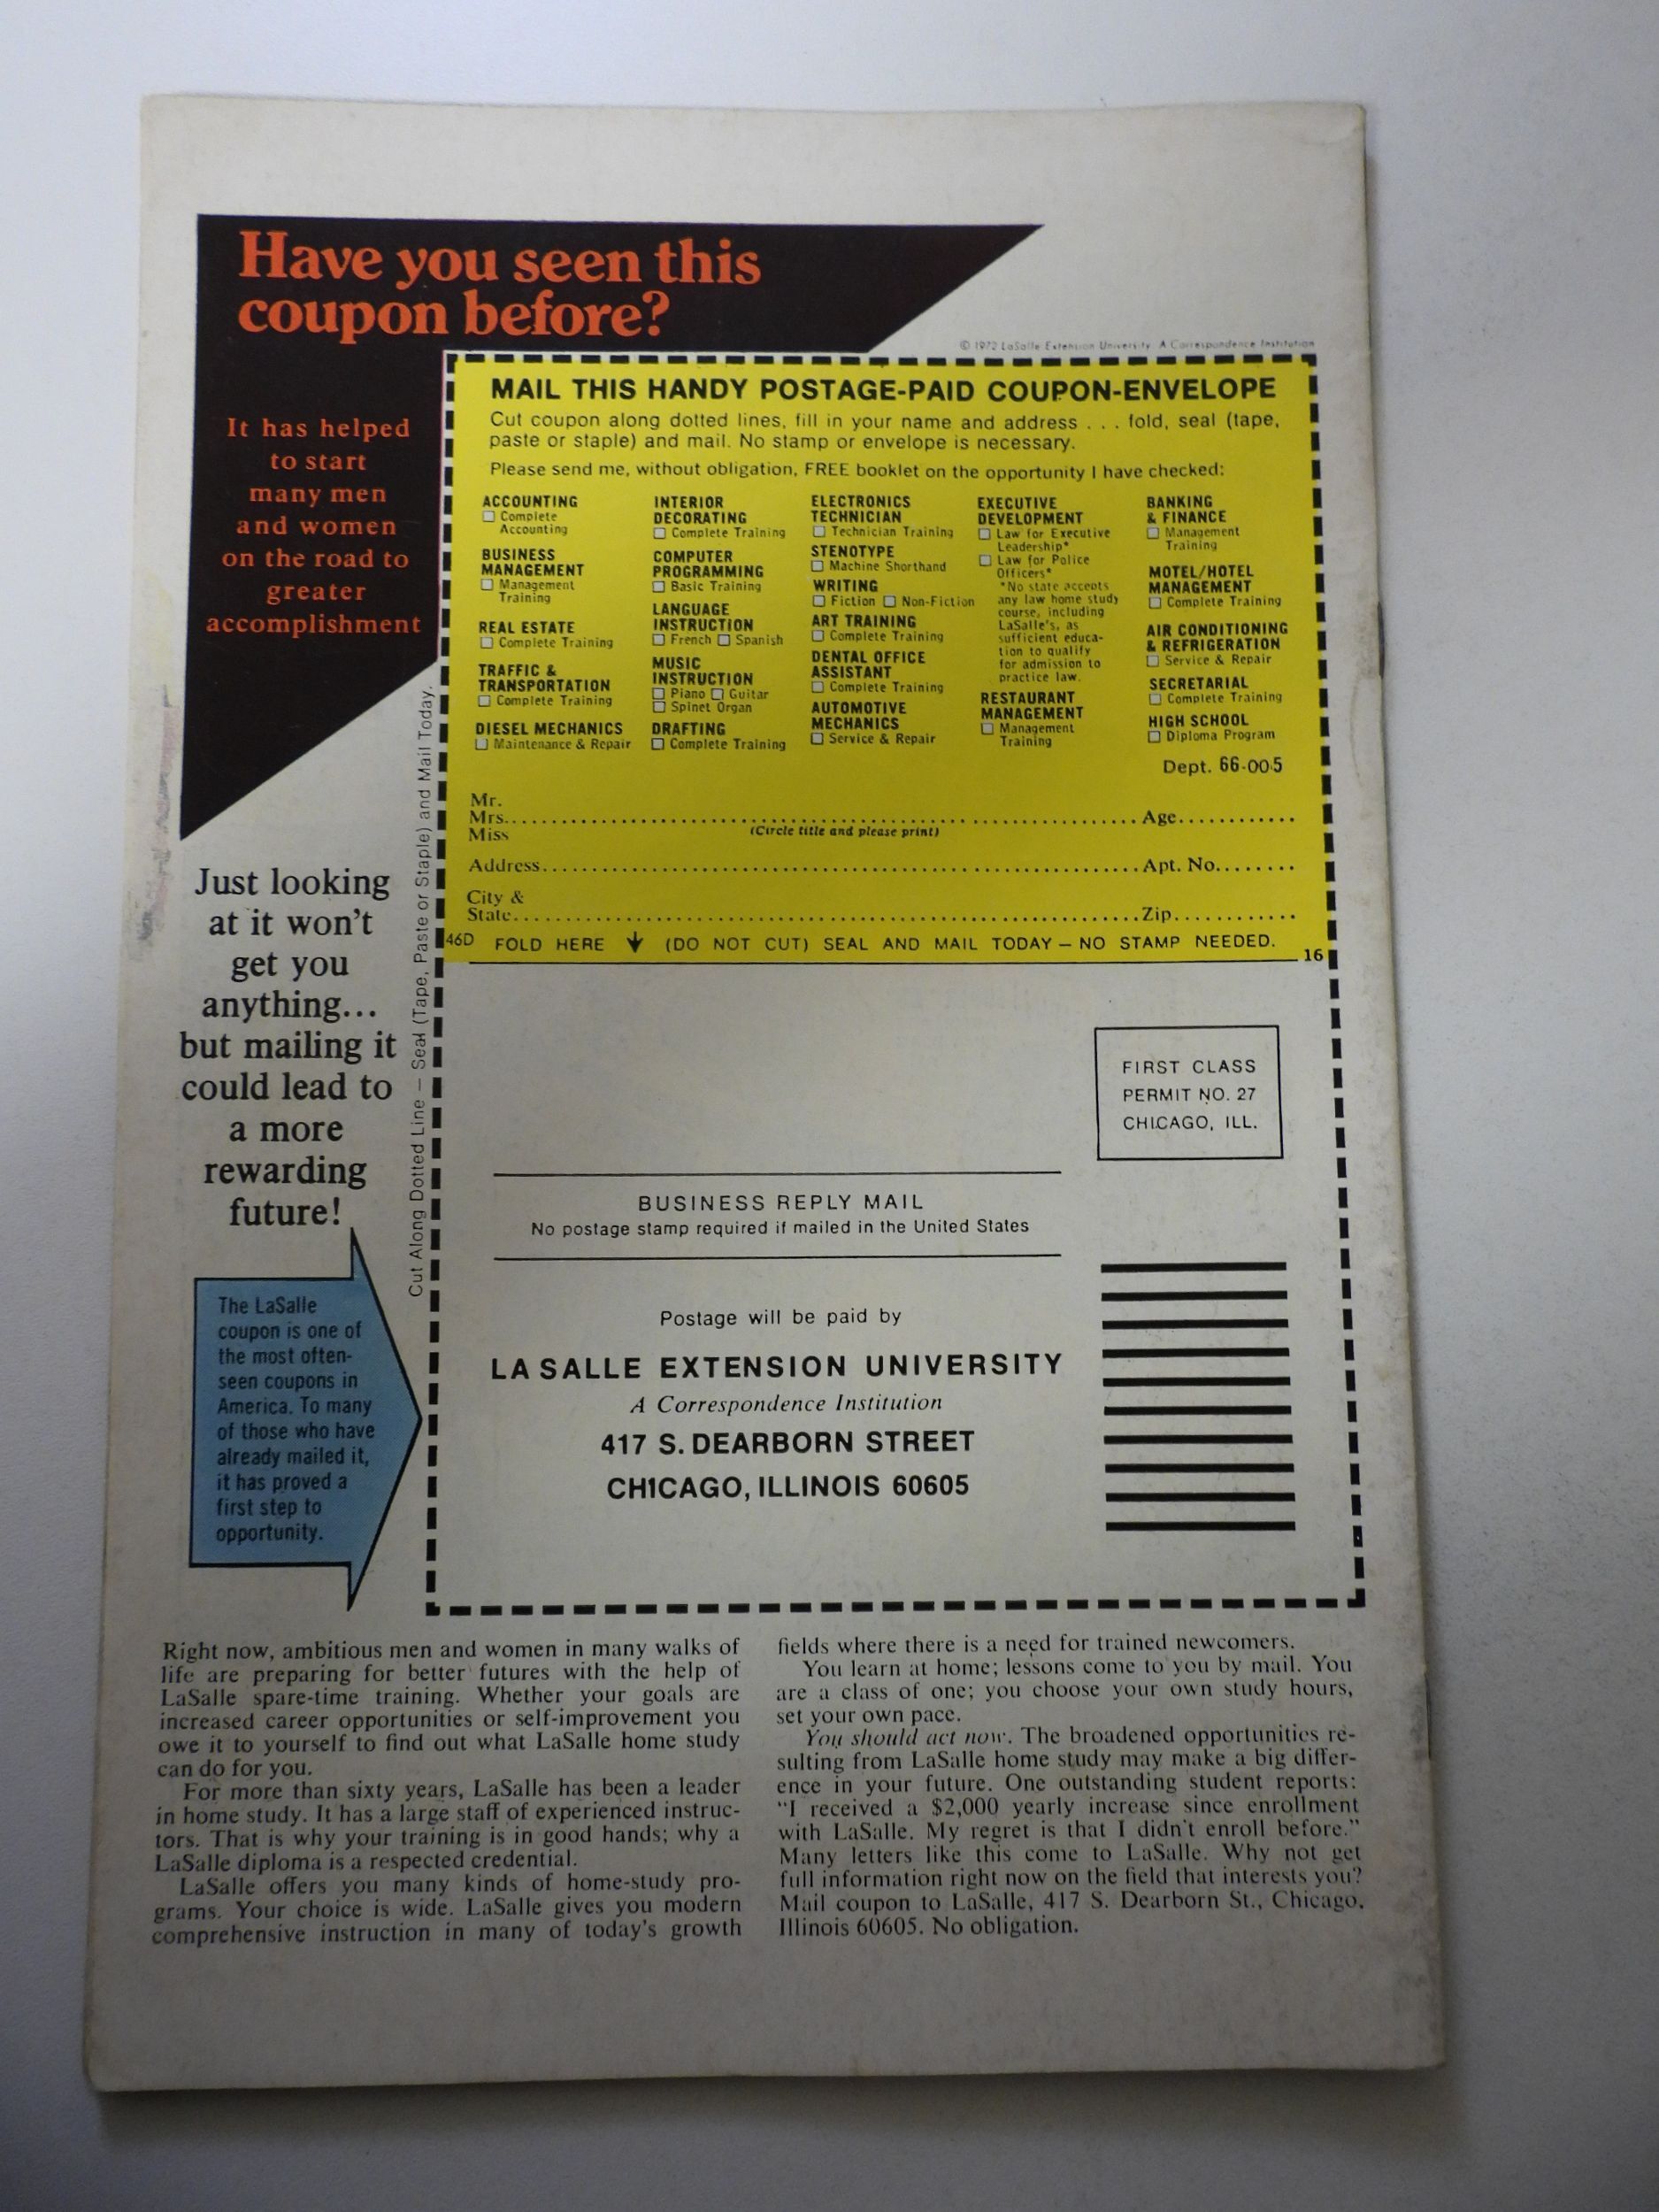 Have you seen this
coupon before?
© 1972 LaSalle Extension University A Correspondence Institution
It has helped
to start
many men
and women
on the road to
greater
accomplishment
MAIL THIS HANDY POSTAGE-PAID COUPON-ENVELOPE
Cut coupon along dotted lines, fill in your name and address . . . fold, seal (tape,
paste or staple) and mail. No stamp or envelope is necessary.
Please send me, without obligation, FREE booklet on the opportunity I have checked:
ACCOUNTING
☐ Complete
Accounting
BUSINESS
MANAGEMENT
☐ Management
Training
REAL ESTATE
☐ Complete Training
TRAFFIC &
TRANSPORTATION
☐ Complete Training
DIESEL MECHANICS
☐ Maintenance & Repair
INTERIOR
DECORATING
☐ Complete Training
COMPUTER
PROGRAMMING
☐ Basic Training
LANGUAGE
INSTRUCTION
☐ French ☐ Spanish
MUSIC
INSTRUCTION
☐ Piano ☐ Guitar
☐ Spinet Organ
DRAFTING
☐ Complete Training
ELECTRONICS
TECHNICIAN
☐ Technician Training
STENOTYPE
☐ Machine Shorthand
WRITING
☐ Fiction ☐ Non-Fiction
ART TRAINING
☐ Complete Training
DENTAL OFFICE
ASSISTANT
☐ Complete Training
AUTOMOTIVE
MECHANICS
☐ Service & Repair
EXECUTIVE
DEVELOPMENT
☐ Law for Executive
Leadership*
☐ Law for Police
Officers*
*No state accepts
any law home study
course, including
LaSalle's, as
sufficient educa-
tion to qualify
for admission to
practice law.
RESTAURANT
MANAGEMENT
☐ Management
Training
BANKING
& FINANCE
☐ Management
Training
MOTEL/HOTEL
MANAGEMENT
☐ Complete Training
AIR CONDITIONING
& REFRIGERATION
☐ Service & Repair
SECRETARIAL
☐ Complete Training
HIGH SCHOOL
☐ Diploma Program
Dept. 66-005
Mr.
Mrs. Age
Miss (Circle title and please print)
Address Apt. No.
City &
State Zip
46D FOLD HERE ↓ (DO NOT CUT) SEAL AND MAIL TODAY – NO STAMP NEEDED.
16
Cut Along Dotted Line – Seal (Tape, Paste or Staple) and Mail Today.
Just looking
at it won't
get you
anything...
but mailing it
could lead to
a more
rewarding
future!
FIRST CLASS
PERMIT NO. 27
CHICAGO, ILL.
BUSINESS REPLY MAIL
No postage stamp required if mailed in the United States
Postage will be paid by
LA SALLE EXTENSION UNIVERSITY
A Correspondence Institution
417 S. DEARBORN STREET
CHICAGO, ILLINOIS 60605
The LaSalle
coupon is one of
the most often-
seen coupons in
America. To many
of those who have
already mailed it,
it has proved a
first step to
opportunity.
Right now, ambitious men and women in many walks of
life are preparing for better futures with the help of
LaSalle spare-time training. Whether your goals are
increased career opportunities or self-improvement you
owe it to yourself to find out what LaSalle home study
can do for you.
For more than sixty years, LaSalle has been a leader
in home study. It has a large staff of experienced instruc-
tors. That is why your training is in good hands; why a
LaSalle diploma is a respected credential.
LaSalle offers you many kinds of home-study pro-
grams. Your choice is wide. LaSalle gives you modern
comprehensive instruction in many of today's growth
fields where there is a need for trained newcomers.
You learn at home; lessons come to you by mail. You
are a class of one; you choose your own study hours,
set your own pace.
You should act now. The broadened opportunities re-
sulting from LaSalle home study may make a big differ-
ence in your future. One outstanding student reports:
"I received a $2,000 yearly increase since enrollment
with LaSalle. My regret is that I didn't enroll before."
Many letters like this come to LaSalle. Why not get
full information right now on the field that interests you?
Mail coupon to LaSalle, 417 S. Dearborn St., Chicago,
Illinois 60605. No obligation.